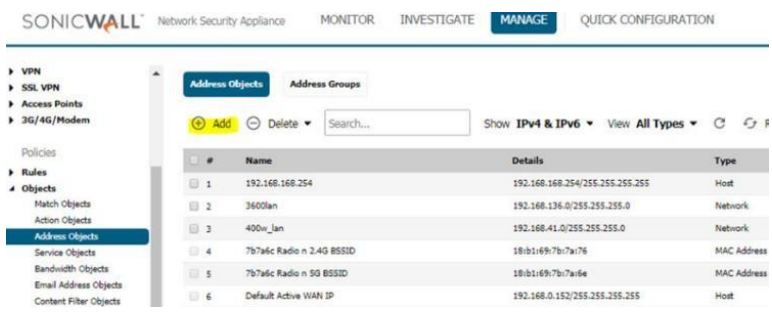 SONICWALL Network Security Appliance MONITOR INVESTIGATE MANAGE QUICK CONFIGURATION
VPN
SSL VPN
Access Points
3G/4G/Modem
Policies
Rules
Objects
Match Objects
Action Objects
Address Objects
Service Objects
Bandwidth Objects
Email Address Objects
Content Filter Objects
Address Objects Address Groups
Add Delete Search... Show IPv4 & IPv6 View All Types R
# Name Details Type
1 192.168.168.254 192.168.168.254/255.255.255.255 Host
2 3600lan 192.168.136.0/255.255.255.0 Network
3 400w_lan 192.168.41.0/255.255.255.0 Network
4 7b7a6c Radio n 2.4G BSSID 18:b1:69:7b:7a:76 MAC Address
5 7b7a6c Radio n 5G BSSID 18:b1:69:7b:7a:6e MAC Address
6 Default Active WAN IP 192.168.0.152/255.255.255.255 Host